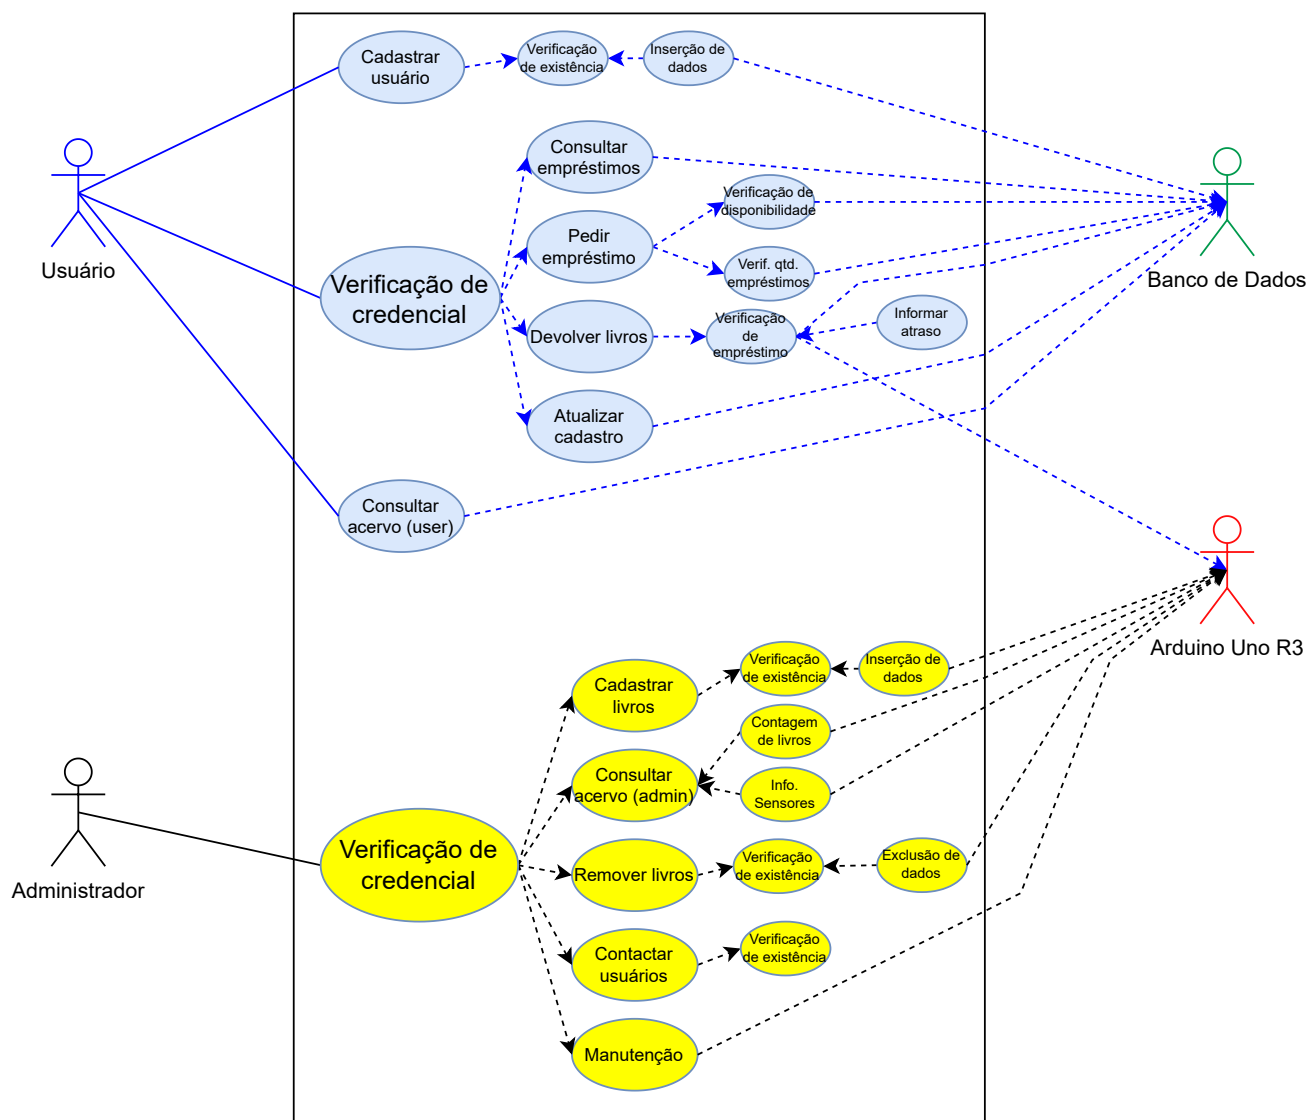 Cadastrar
usuário
Verificação
de existência
Inserção de
dados
Consultar
empréstimos
Verificação de
disponibilidade
Pedir
empréstimo
Verif. qtd.
empréstimos
Verificação de
credencial
Devolver livros
Verificação
de
empréstimo
Informar
atraso
Atualizar
cadastro
Consultar
acervo (user)
Usuário
Banco de Dados
Arduino Uno R3
Cadastrar
livros
Verificação
de existência
Inserção de
dados
Contagem
de livros
Consultar
acervo (admin)
Info.
Sensores
Verificação de
credencial
Remover livros
Verificação
de existência
Exclusão de
dados
Administrador
Contactar
usuários
Verificação
de existência
Manutenção